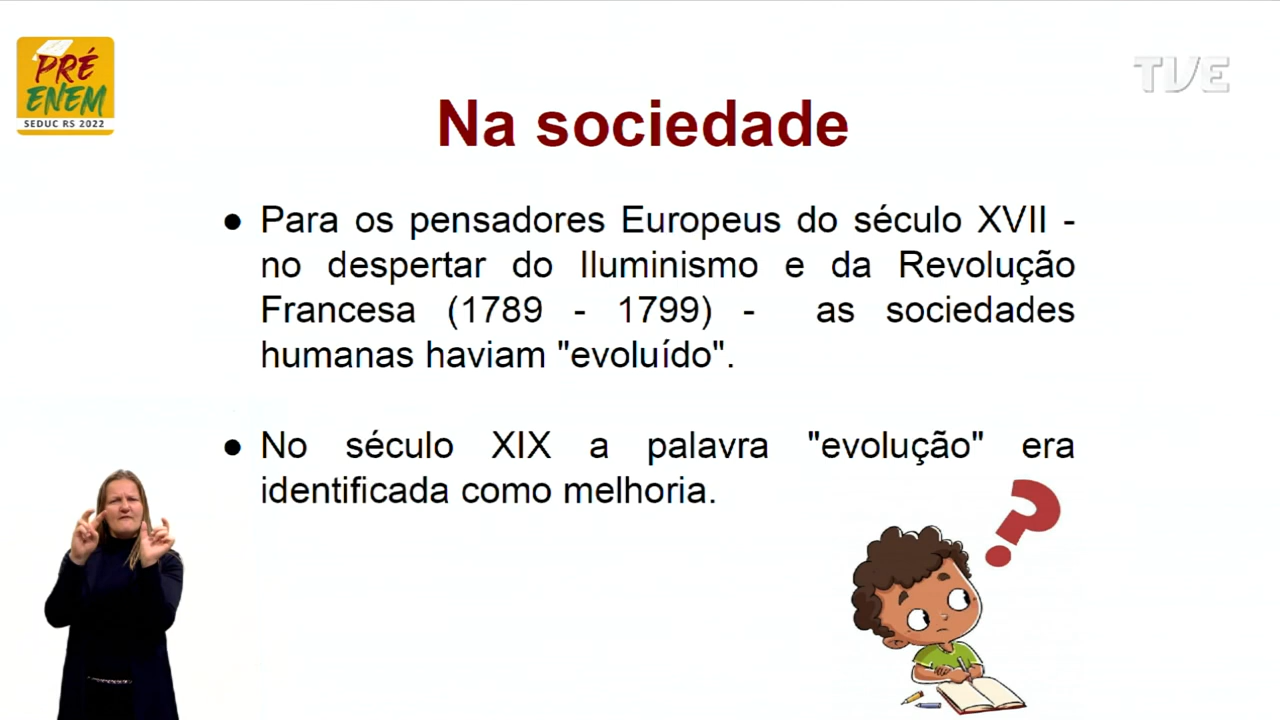 PRÉ
ENEM
SEDUC RS 2022
TVE
Na sociedade
● Para os pensadores Europeus do século XVII -
no despertar do Iluminismo e da Revolução
Francesa (1789 - 1799) - as sociedades
humanas haviam "evoluído".
● No século XIX a palavra "evolução" era
identificada como melhoria.
?